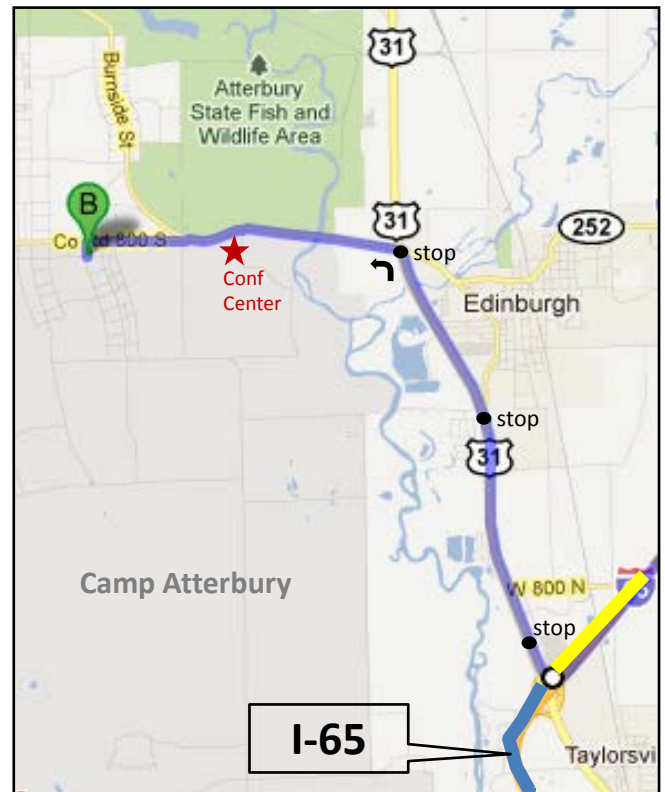 31
Burnside St
Atterbury
State Fish and
Wildlife Area
31
252
B
stop
Conf
Center
Edinburgh
stop
31
Camp Atterbury
W 800 N
stop
I-65
Taylorsvi